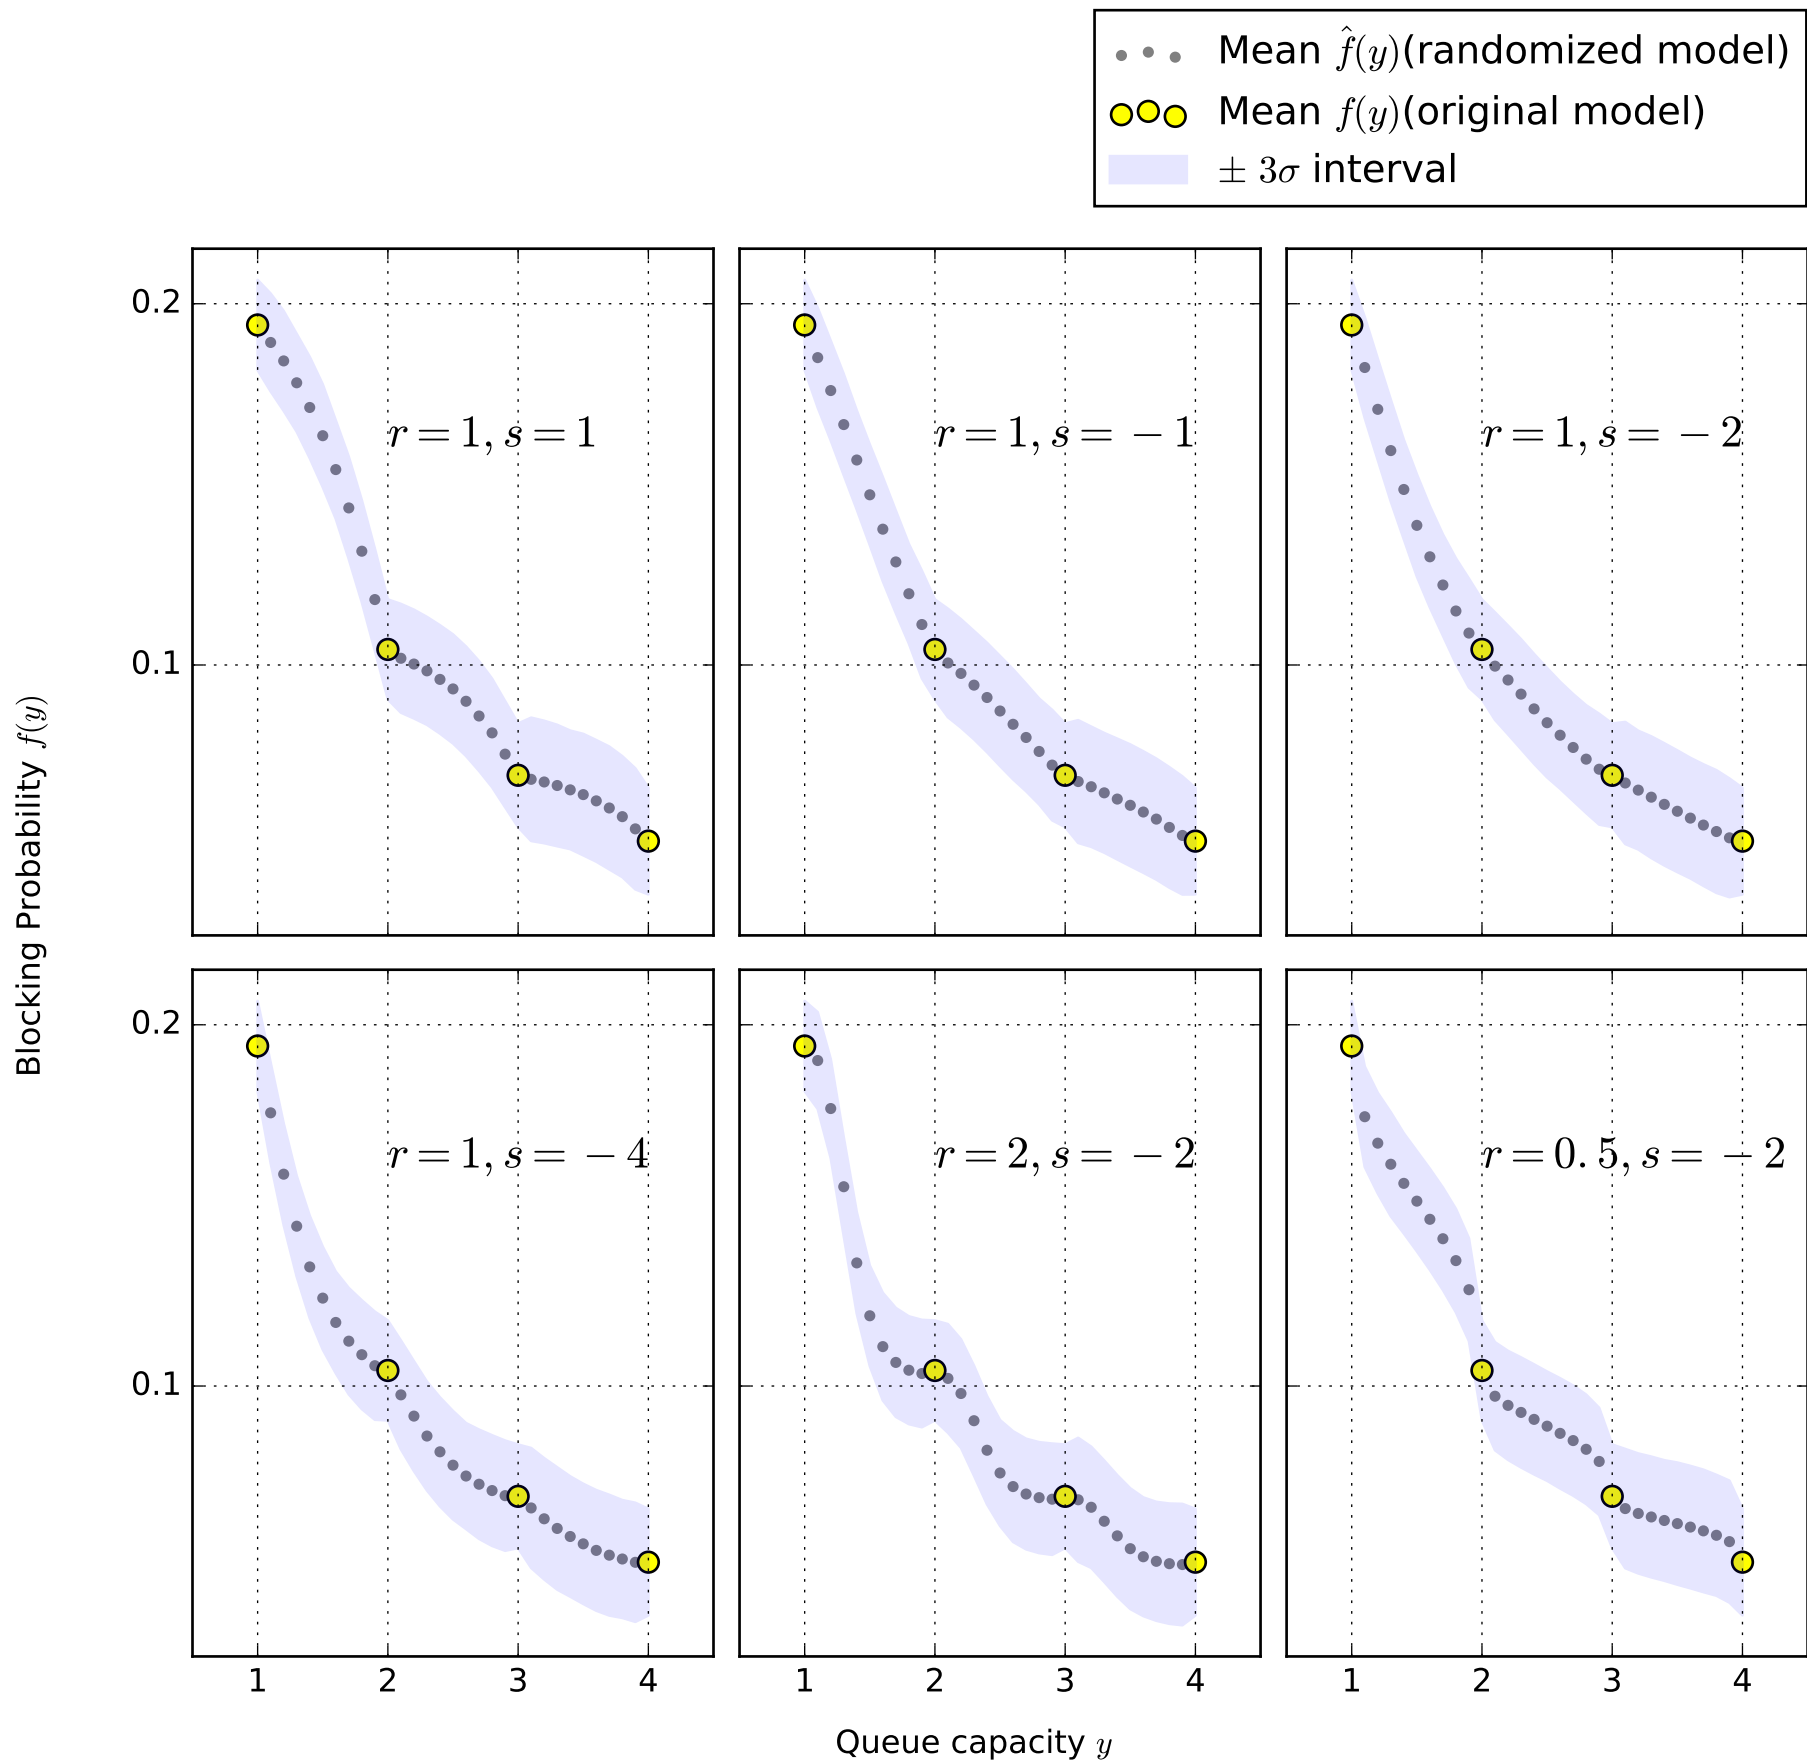 Mean f̂(y)(randomized model)
Mean f(y)(original model)
± 3σ interval
0.2
0.1
r = 1, s = 1
r = 1, s = − 1
r = 1, s = − 2
Blocking Probability f(y)
0.2
0.1
r = 1, s = − 4
r = 2, s = − 2
r = 0.5, s = − 2
1 2 3 4 1 2 3 4 1 2 3 4
Queue capacity y